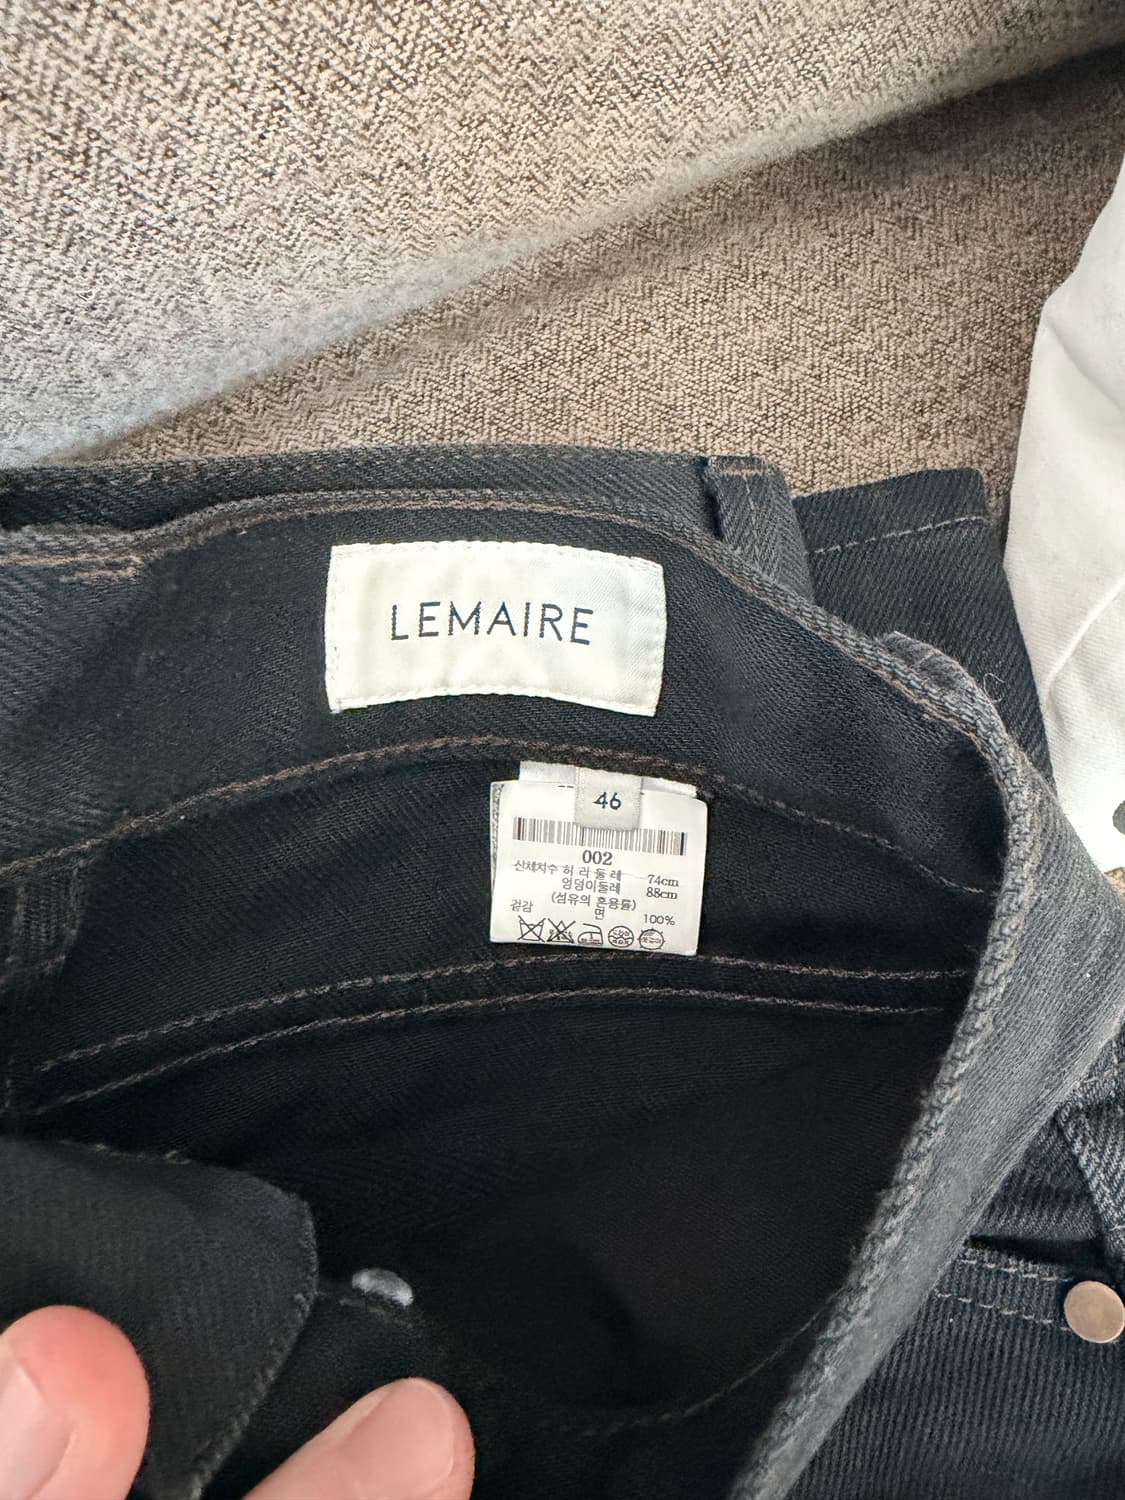 LEMAIRE
46
002
신체치수 허 리 둘 레 74cm
엉덩이둘레 88cm
(섬유의 혼용률)
겉감 면 100%